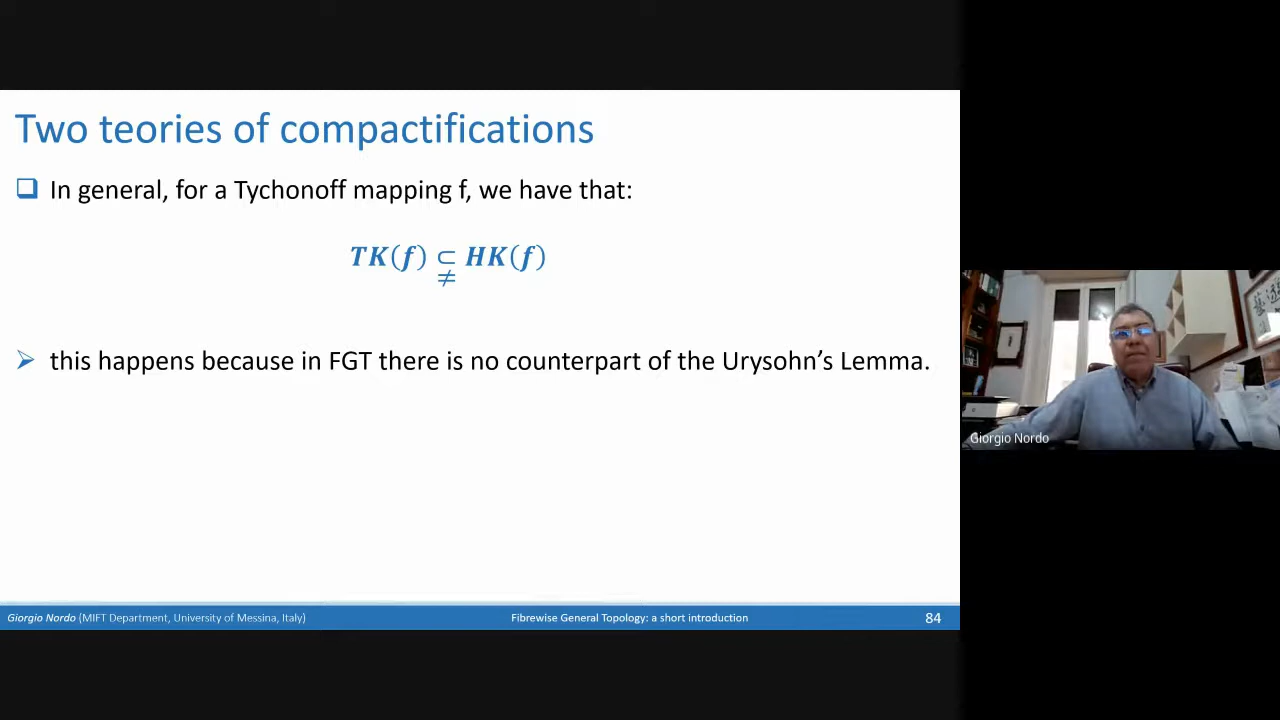 Two teories of compactifications
In general, for a Tychonoff mapping f, we have that:
TK(f) ⊊ HK(f)
this happens because in FGT there is no counterpart of the Urysohn’s Lemma.
Giorgio Nordo
Giorgio Nordo (MIFT Department, University of Messina, Italy) Fibrewise General Topology: a short introduction 84